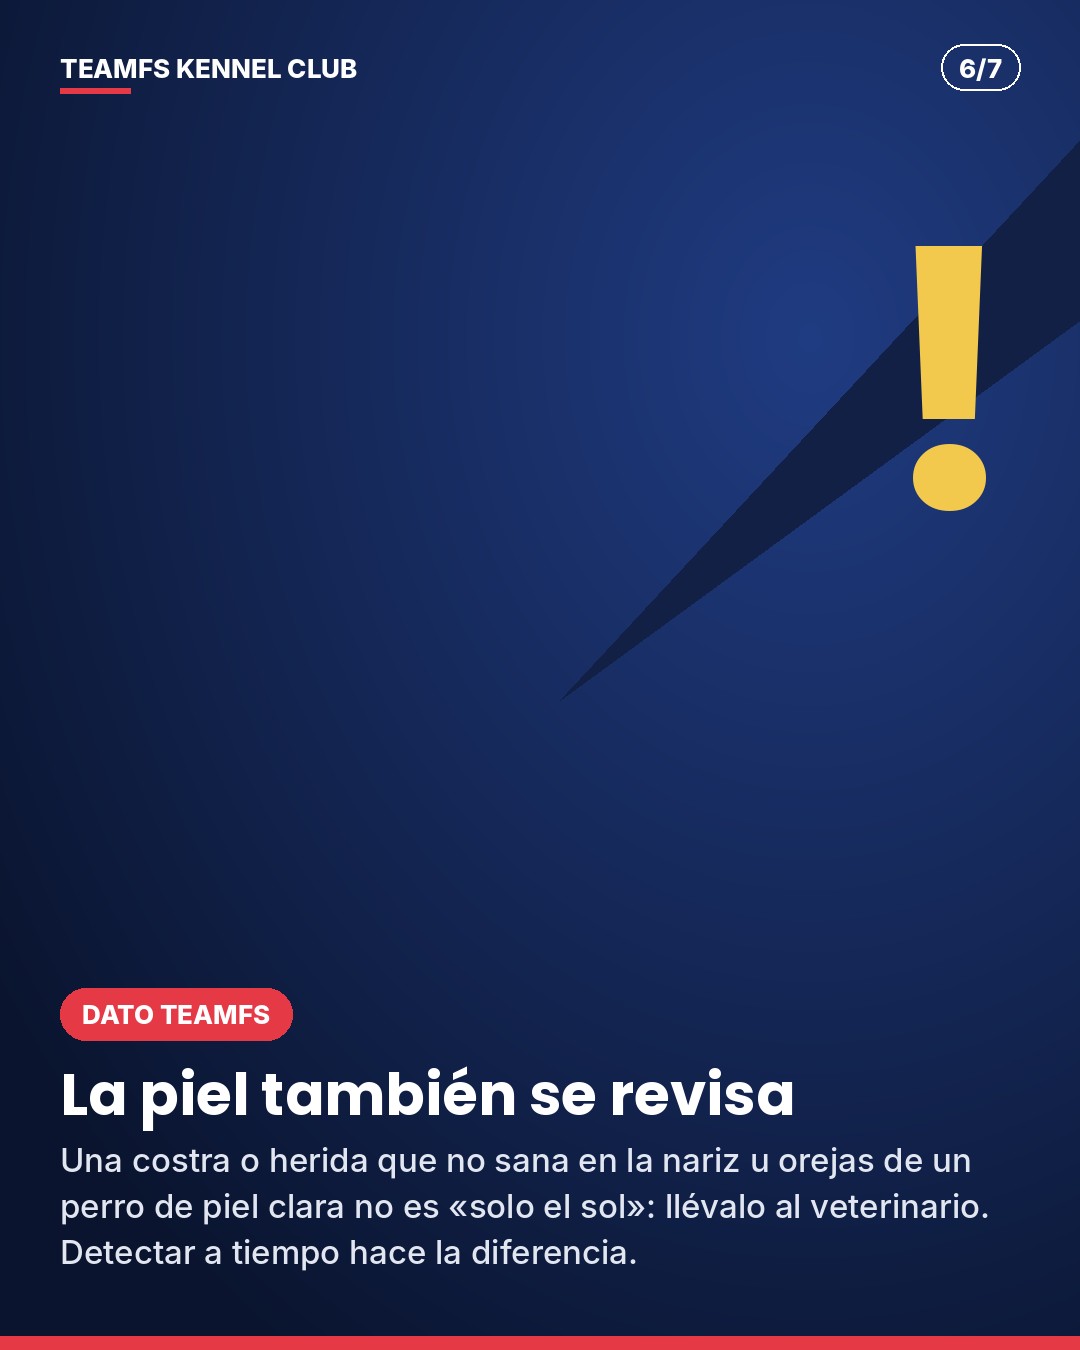 TEAMFS KENNEL CLUB
6/7
!
DATO TEAMFS
La piel también se revisa
Una costra o herida que no sana en la nariz u orejas de un
perro de piel clara no es «solo el sol»: llévalo al veterinario.
Detectar a tiempo hace la diferencia.